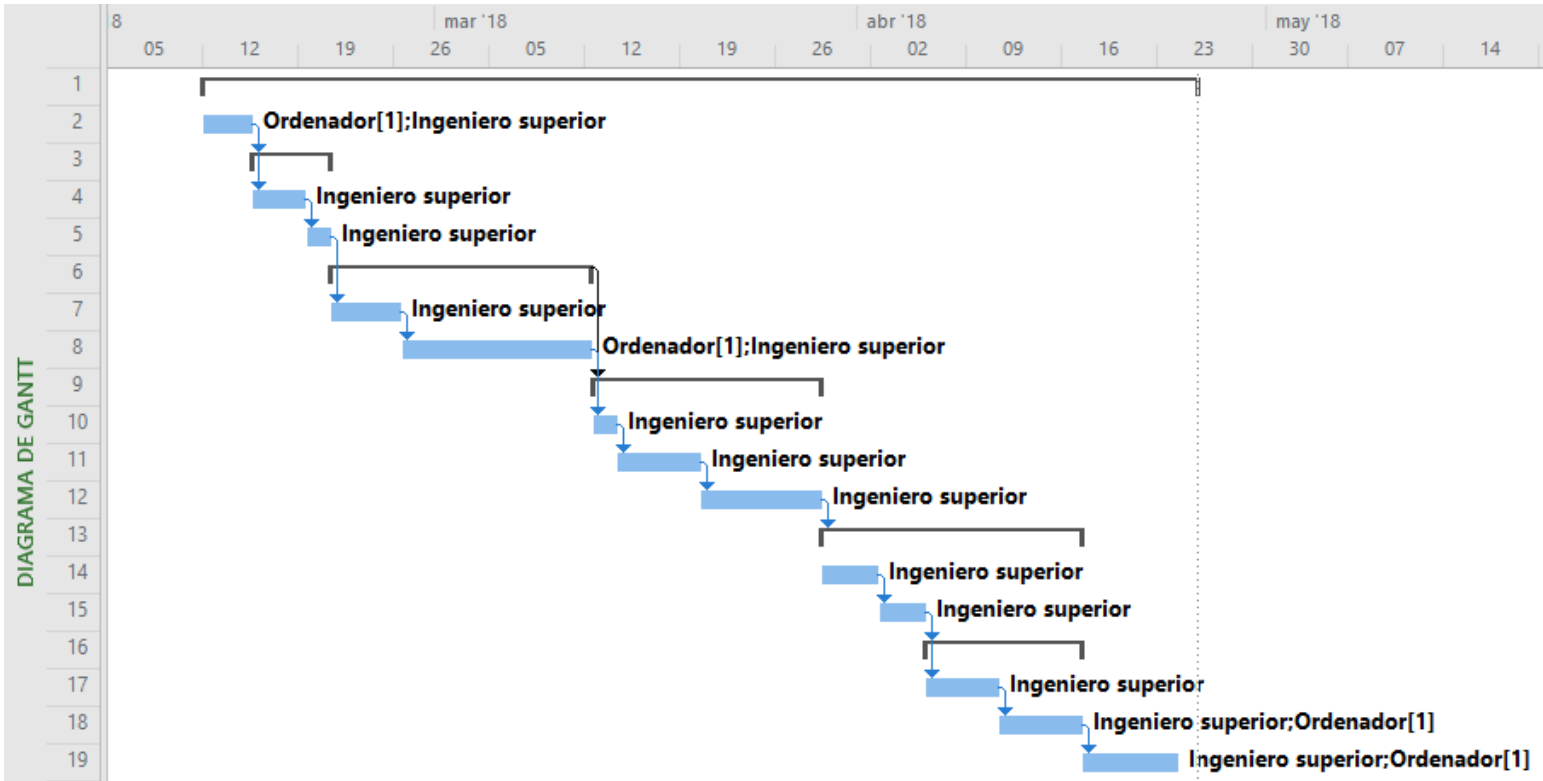 8 mar '18 abr '18 may '18
05 12 19 26 05 12 19 26 02 09 16 23 30 07 14
DIAGRAMA DE GANTT
1
2 Ordenador[1];Ingeniero superior
3
4 Ingeniero superior
5 Ingeniero superior
6
7 Ingeniero superior
8 Ordenador[1];Ingeniero superior
9
10 Ingeniero superior
11 Ingeniero superior
12 Ingeniero superior
13
14 Ingeniero superior
15 Ingeniero superior
16
17 Ingeniero superior
18 Ingeniero superior;Ordenador[1]
19 Ingeniero superior;Ordenador[1]